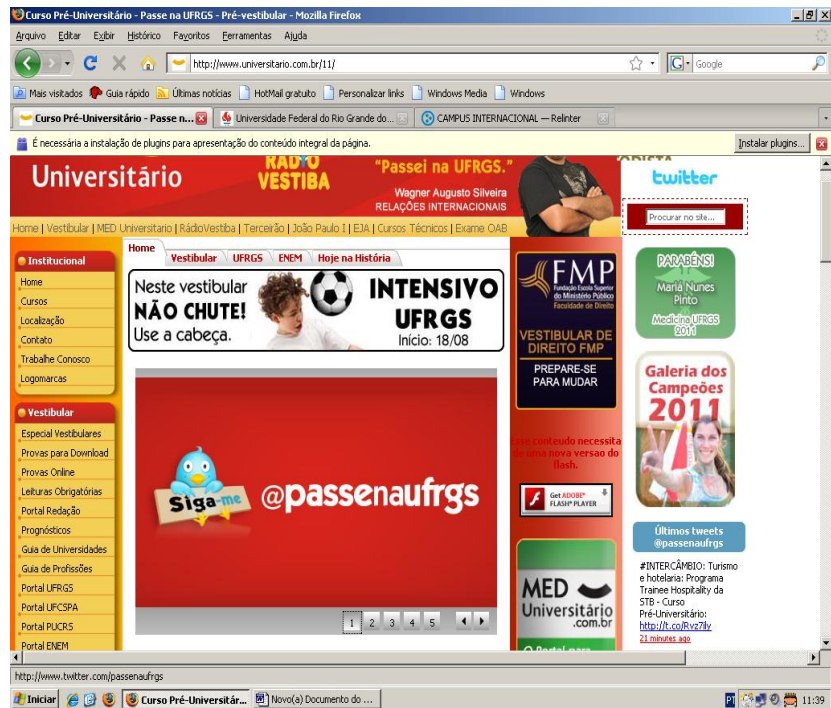 Curso Pré-Universitário - Passe na UFRGS - Pré-vestibular - Mozilla Firefox
Arquivo Editar Exibir Histórico Favoritos Ferramentas Ajuda
http://www.universitario.com.br/11/
Google
Mais visitados Guia rápido Últimas notícias HotMail gratuito Personalizar links Windows Media Windows
Curso Pré-Universitário - Passe n... Universidade Federal do Rio Grande do... CAMPUS INTERNACIONAL — Relinter
É necessária a instalação de plugins para apresentação do conteúdo integral da página. Instalar plugins...
Universitário
RÁDIO
VESTIBA
"Passei na UFRGS."
Wagner Augusto Silveira
RELAÇÕES INTERNACIONAIS
twitter
Procurar no site...
Home | Vestibular | MED Universitario | RádioVestiba | Terceirão | João Paulo I | EJA | Cursos Técnicos | Exame OAB
Institucional
Home
Cursos
Localização
Contato
Trabalhe Conosco
Logomarcas
Vestibular
Especial Vestibulares
Provas para Download
Provas Online
Leituras Obrigatórias
Portal Redação
Prognósticos
Guia de Universidades
Guia de Profissões
Portal UFRGS
Portal UFCSPA
Portal PUCRS
Portal ENEM
Home Vestibular UFRGS ENEM Hoje na História
Neste vestibular
NÃO CHUTE!
Use a cabeça.
INTENSIVO
UFRGS
Início: 18/08
Siga-me
@passenaufrgs
1 2 3 4 5
FMP
Fundação Escola Superior
do Ministério Público
Faculdade de Direito
VESTIBULAR DE
DIREITO FMP
PREPARE-SE
PARA MUDAR
Esse conteudo necessita
de uma nova versao do
flash.
Get ADOBE®
FLASH® PLAYER
MED
Universitário
.com.br
O Portal para
PARABÉNS!
Mariá Nunes
Pinto
Medicina UFRGS
2011
Galeria dos
Campeões
2011
Últimos tweets
@passenaufrgs
#INTERCÂMBIO: Turismo
e hotelaria: Programa
Trainee Hospitality da
STB - Curso
Pré-Universitário:
http://t.co/Rvz7ily
21 minutes ago
http://www.twitter.com/passenaufrgs
Iniciar Curso Pré-Universitár... Novo(a) Documento do ... PT 11:39